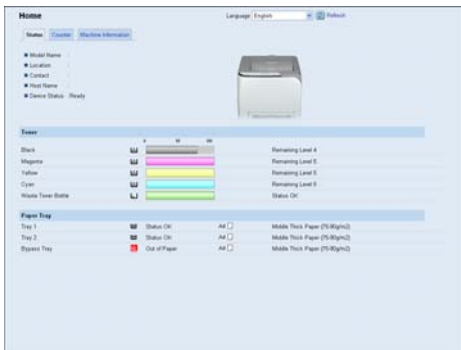 Home Language English Refresh
Status Counter Machine Information
Model Name :
Location :
Contact :
Host Name :
Device Status : Ready
Toner
Black Remaining Level 4
Magenta Remaining Level 5
Yellow Remaining Level 5
Cyan Remaining Level 5
Waste Toner Bottle Status OK
Paper Tray
Tray 1 Status OK A4 Middle Thick Paper (75-90g/m2)
Tray 2 Status OK A4 Middle Thick Paper (75-90g/m2)
Bypass Tray Out of Paper A4 Middle Thick Paper (75-90g/m2)